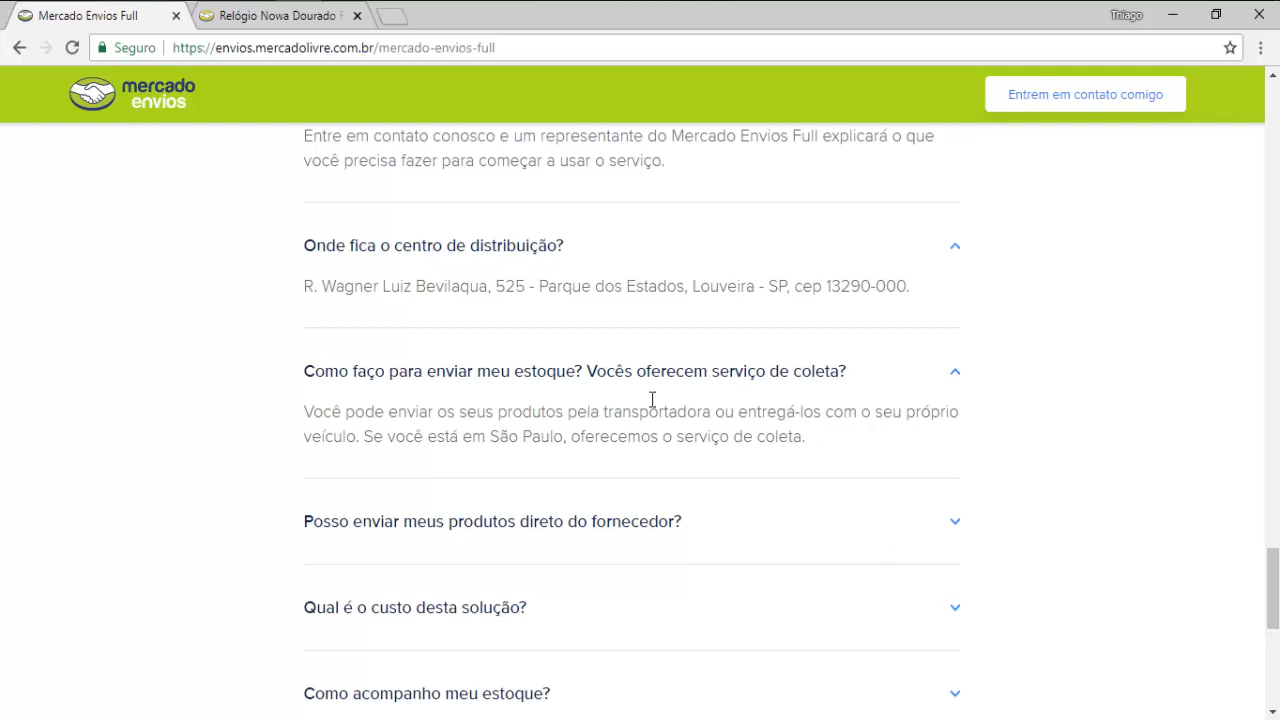 Mercado Envios Full
Relógio Nowa Dourado F
Thiago
Seguro
https://envios.mercadolivre.com.br/mercado-envios-full
mercado
envios
Entrem em contato comigo
Entre em contato conosco e um representante do Mercado Envios Full explicará o que
você precisa fazer para começar a usar o serviço.
Onde fica o centro de distribuição?
R. Wagner Luiz Bevilaqua, 525 - Parque dos Estados, Louveira - SP, cep 13290-000.
Como faço para enviar meu estoque? Vocês oferecem serviço de coleta?
Você pode enviar os seus produtos pela transportadora ou entregá-los com o seu próprio
veículo. Se você está em São Paulo, oferecemos o serviço de coleta.
Posso enviar meus produtos direto do fornecedor?
Qual é o custo desta solução?
Como acompanho meu estoque?